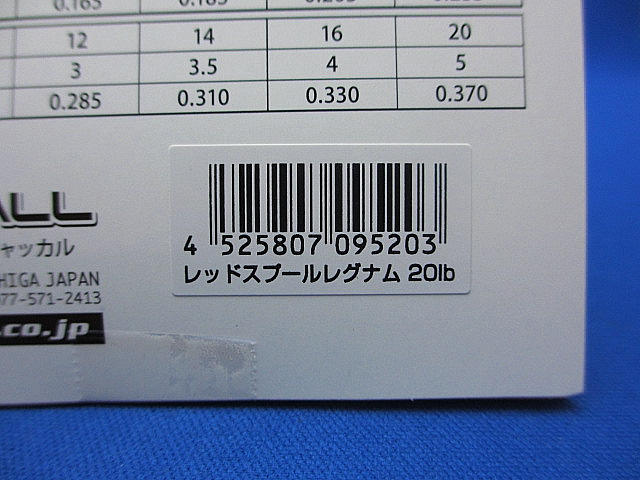 12 14 16 20
3 3.5 4 5
0.285 0.310 0.330 0.370
4 525807 095203
レッドスプールレグナム 20lb
ALL
ャッカル
HIGA JAPAN
77-571-2413
.co.jp